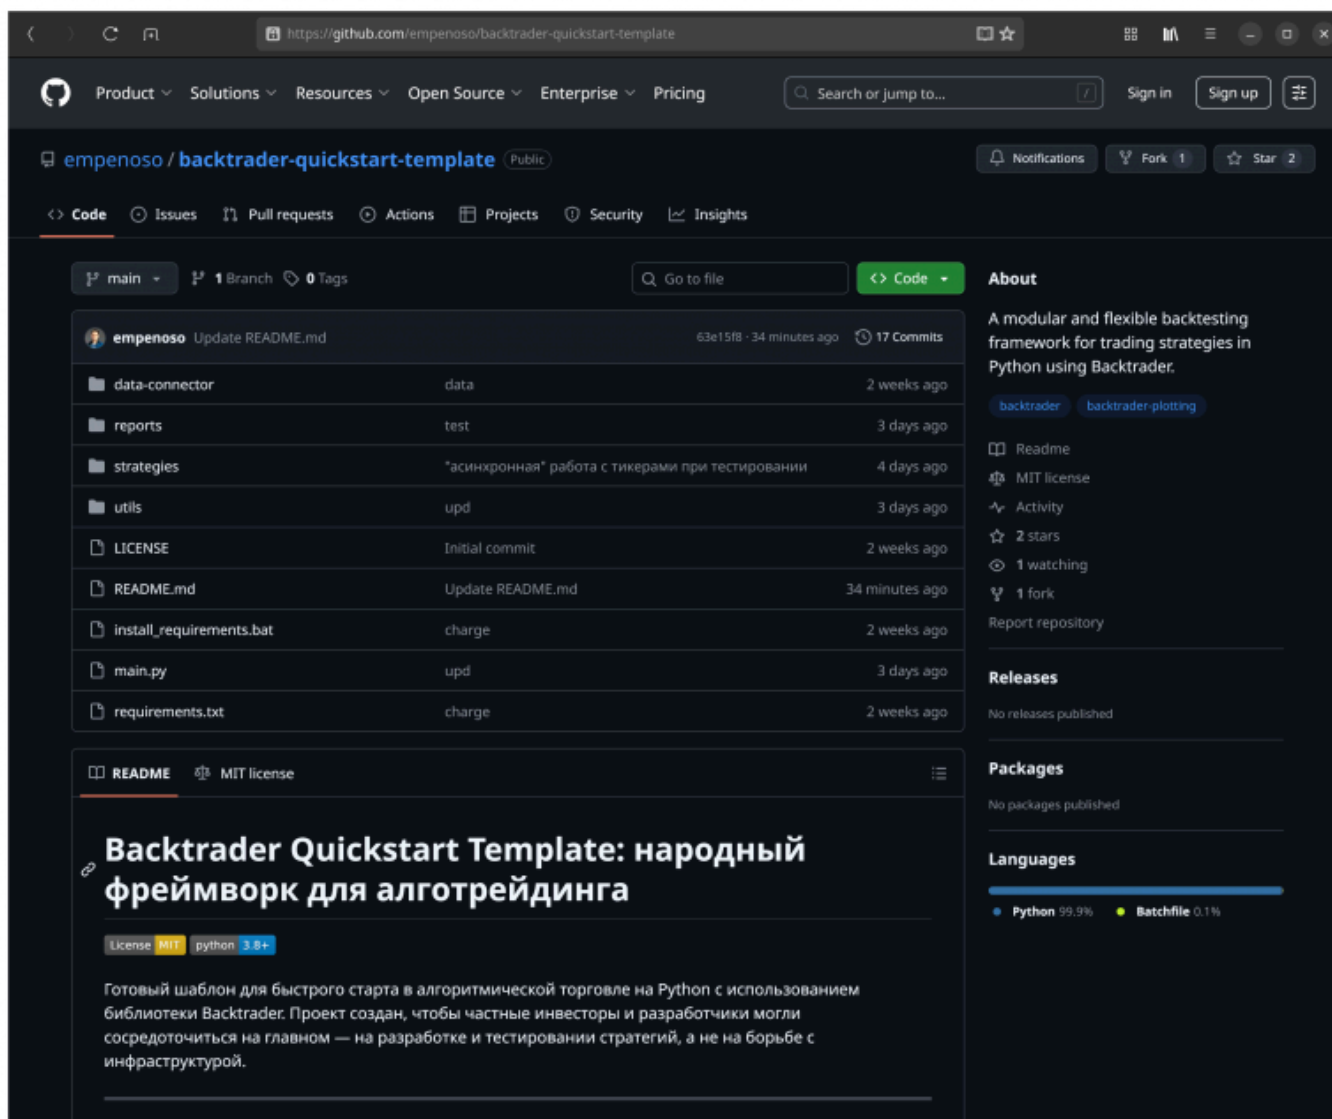 https://github.com/empenoso/backtrader-quickstart-template
Product Solutions Resources Open Source Enterprise Pricing Search or jump to... / Sign in Sign up
empenoso / backtrader-quickstart-template Public Notifications Fork 1 Star 2
Code Issues Pull requests Actions Projects Security Insights
main 1 Branch 0 Tags Go to file Code
empenoso Update README.md 63e15f8 · 34 minutes ago 17 Commits
data-connector data 2 weeks ago
reports test 3 days ago
strategies "асинхронная" работа с тикерами при тестировании 4 days ago
utils upd 3 days ago
LICENSE Initial commit 2 weeks ago
README.md Update README.md 34 minutes ago
install_requirements.bat charge 2 weeks ago
main.py upd 3 days ago
requirements.txt charge 2 weeks ago
README MIT license
Backtrader Quickstart Template: народный
фреймворк для алготрейдинга
License MIT python 3.8+
Готовый шаблон для быстрого старта в алгоритмической торговле на Python с использованием
библиотеки Backtrader. Проект создан, чтобы частные инвесторы и разработчики могли
сосредоточиться на главном — на разработке и тестировании стратегий, а не на борьбе с
инфраструктурой.
About
A modular and flexible backtesting
framework for trading strategies in
Python using Backtrader.
backtrader backtrader-plotting
Readme
MIT license
Activity
2 stars
1 watching
1 fork
Report repository
Releases
No releases published
Packages
No packages published
Languages
Python 99.9% Batchfile 0.1%